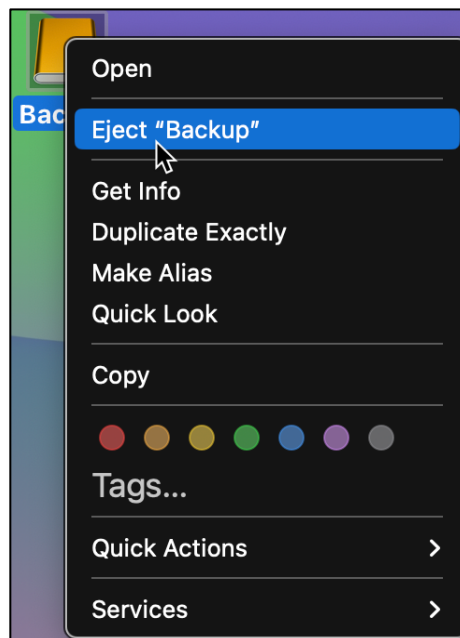 Open
Bac
Eject “Backup”
Get Info
Duplicate Exactly
Make Alias
Quick Look
Copy
Tags...
Quick Actions
Services